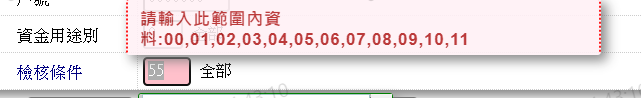 請輸入此範圍內資
料:00,01,02,03,04,05,06,07,08,09,10,11
資金用途別
檢核條件 55 全部